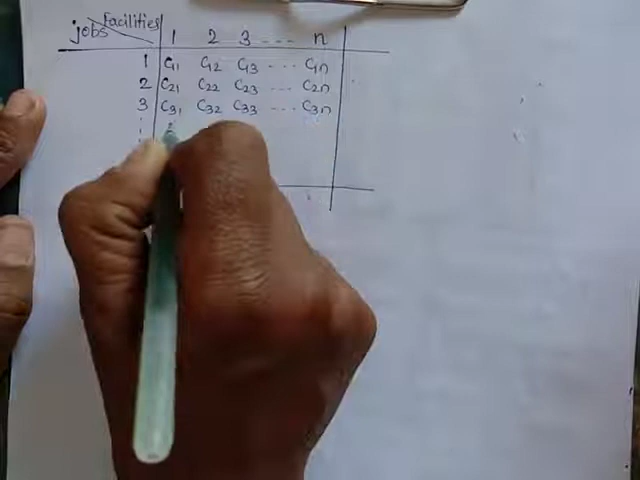 Facilities
jobs 1 2 3 ---- n
1 C11 C12 C13 ---- C1n
2 C21 C22 C23 ---- C2n
3 C31 C32 C33 ---- C3n